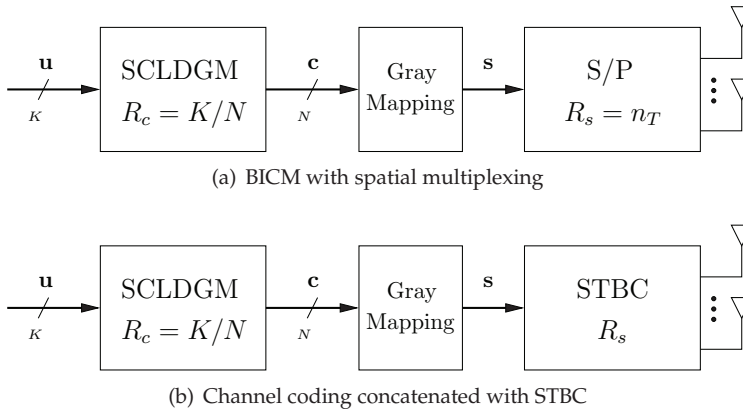 u
K
SCLDGM
R_c = K/N
c
N
Gray
Mapping
s
S/P
R_s = n_T
(a) BICM with spatial multiplexing
u
K
SCLDGM
R_c = K/N
c
N
Gray
Mapping
s
STBC
R_s
(b) Channel coding concatenated with STBC